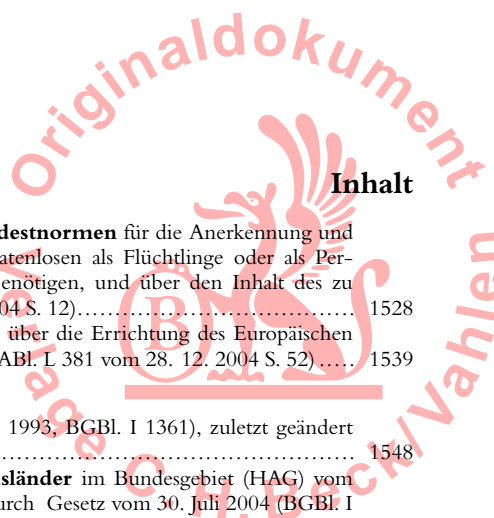 Originaldokument
Inhalt
destnormen für die Anerkennung und
atenlosen als Flüchtlinge oder als Per-
enötigen, und über den Inhalt des zu
04 S. 12)................................... 1528
über die Errichtung des Europäischen
ABl. L 381 vom 28. 12. 2004 S. 52) ..... 1539
B
1993, BGBl. I 1361), zuletzt geändert
.......................................... 1548
usländer im Bundesgebiet (HAG) vom
urch Gesetz vom 30. Juli 2004 (BGBl. I
Verlage C. H. Beck/Vahlen